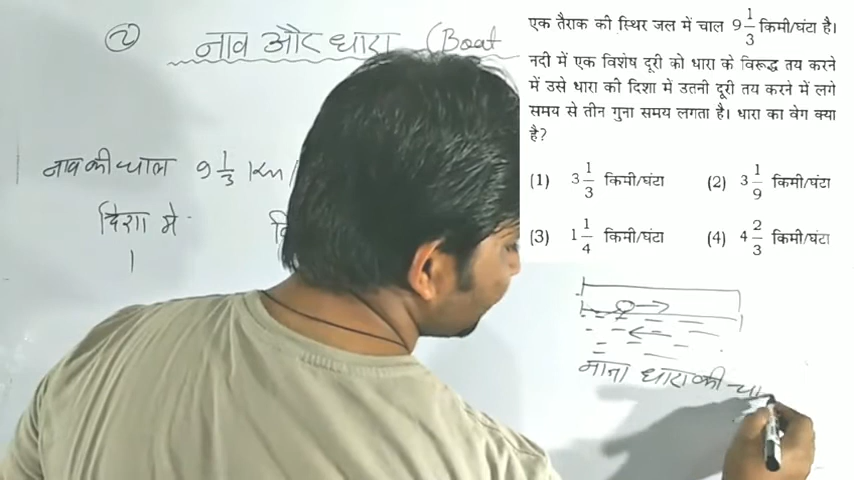 (2) नाव और धारा (Boat
नाव की चाल 9 1/3 Km/
दिशा में
1
एक तैराक की स्थिर जल में चाल 9 1/3 किमी/घंटा है।
नदी में एक विशेष दूरी को धारा के विरूद्ध तय करने
में उसे धारा की दिशा में उतनी दूरी तय करने में लगे
समय से तीन गुना समय लगता है। धारा का वेग क्या
है?
(1) 3 1/3 किमी/घंटा (2) 3 1/9 किमी/घंटा
(3) 1 1/4 किमी/घंटा (4) 4 2/3 किमी/घंटा
माना धारा की चा